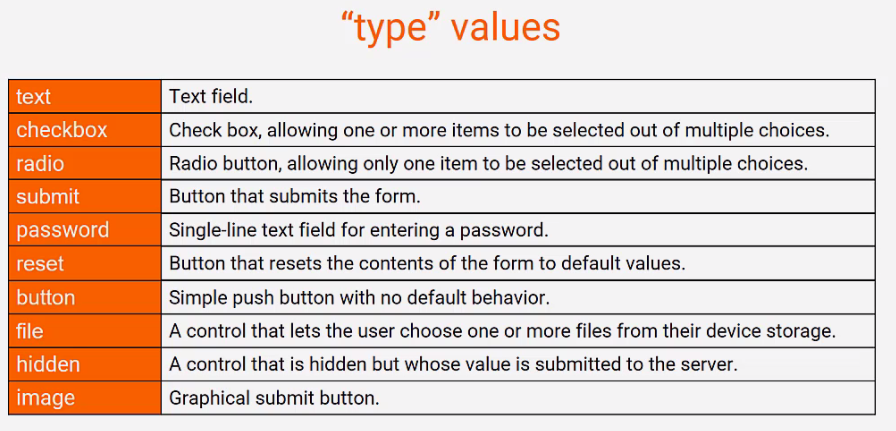 “type” values
text Text field.
checkbox Check box, allowing one or more items to be selected out of multiple choices.
radio Radio button, allowing only one item to be selected out of multiple choices.
submit Button that submits the form.
password Single-line text field for entering a password.
reset Button that resets the contents of the form to default values.
button Simple push button with no default behavior.
file A control that lets the user choose one or more files from their device storage.
hidden A control that is hidden but whose value is submitted to the server.
image Graphical submit button.